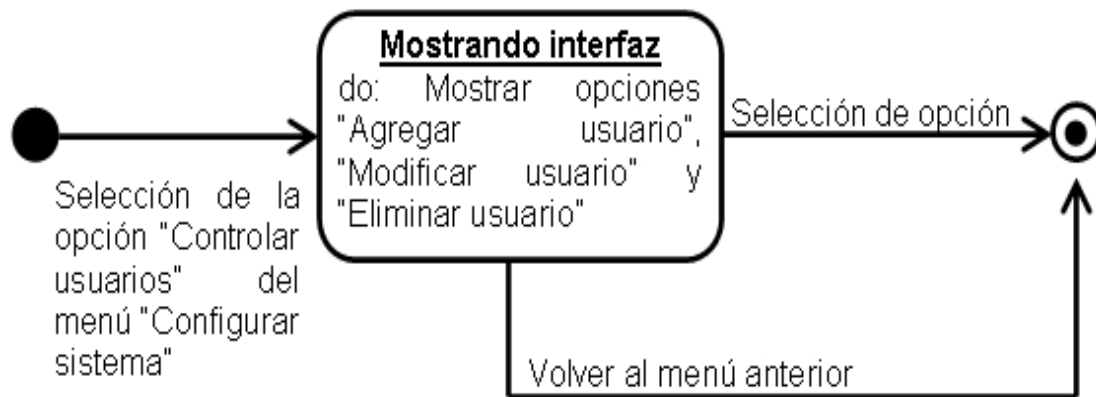 Mostrando interfaz
do: Mostrar opciones
"Agregar usuario",
"Modificar usuario" y
"Eliminar usuario"
Selección de opción
Selección de la
opción "Controlar
usuarios" del
menú "Configurar
sistema"
Volver al menú anterior